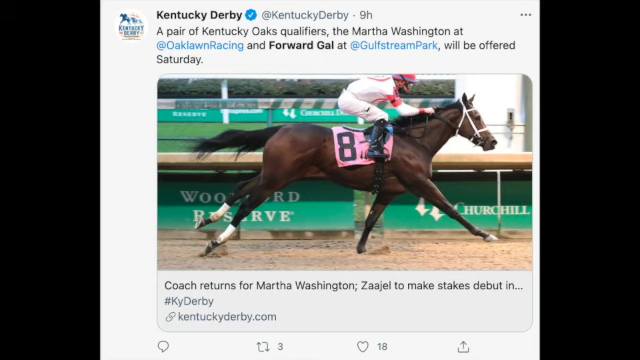 Kentucky Derby @KentuckyDerby · 9h
A pair of Kentucky Oaks qualifiers, the Martha Washington at
@OaklawnRacing and Forward Gal at @GulfstreamPark, will be offered
Saturday.
KENTUCKY
DERBY
RESERVE
CHURCHILL D
8
WOODFORD
RESERVE
CHURCHILL
Coach returns for Martha Washington; Zaajel to make stakes debut in...
#KyDerby
kentuckyderby.com
3
18